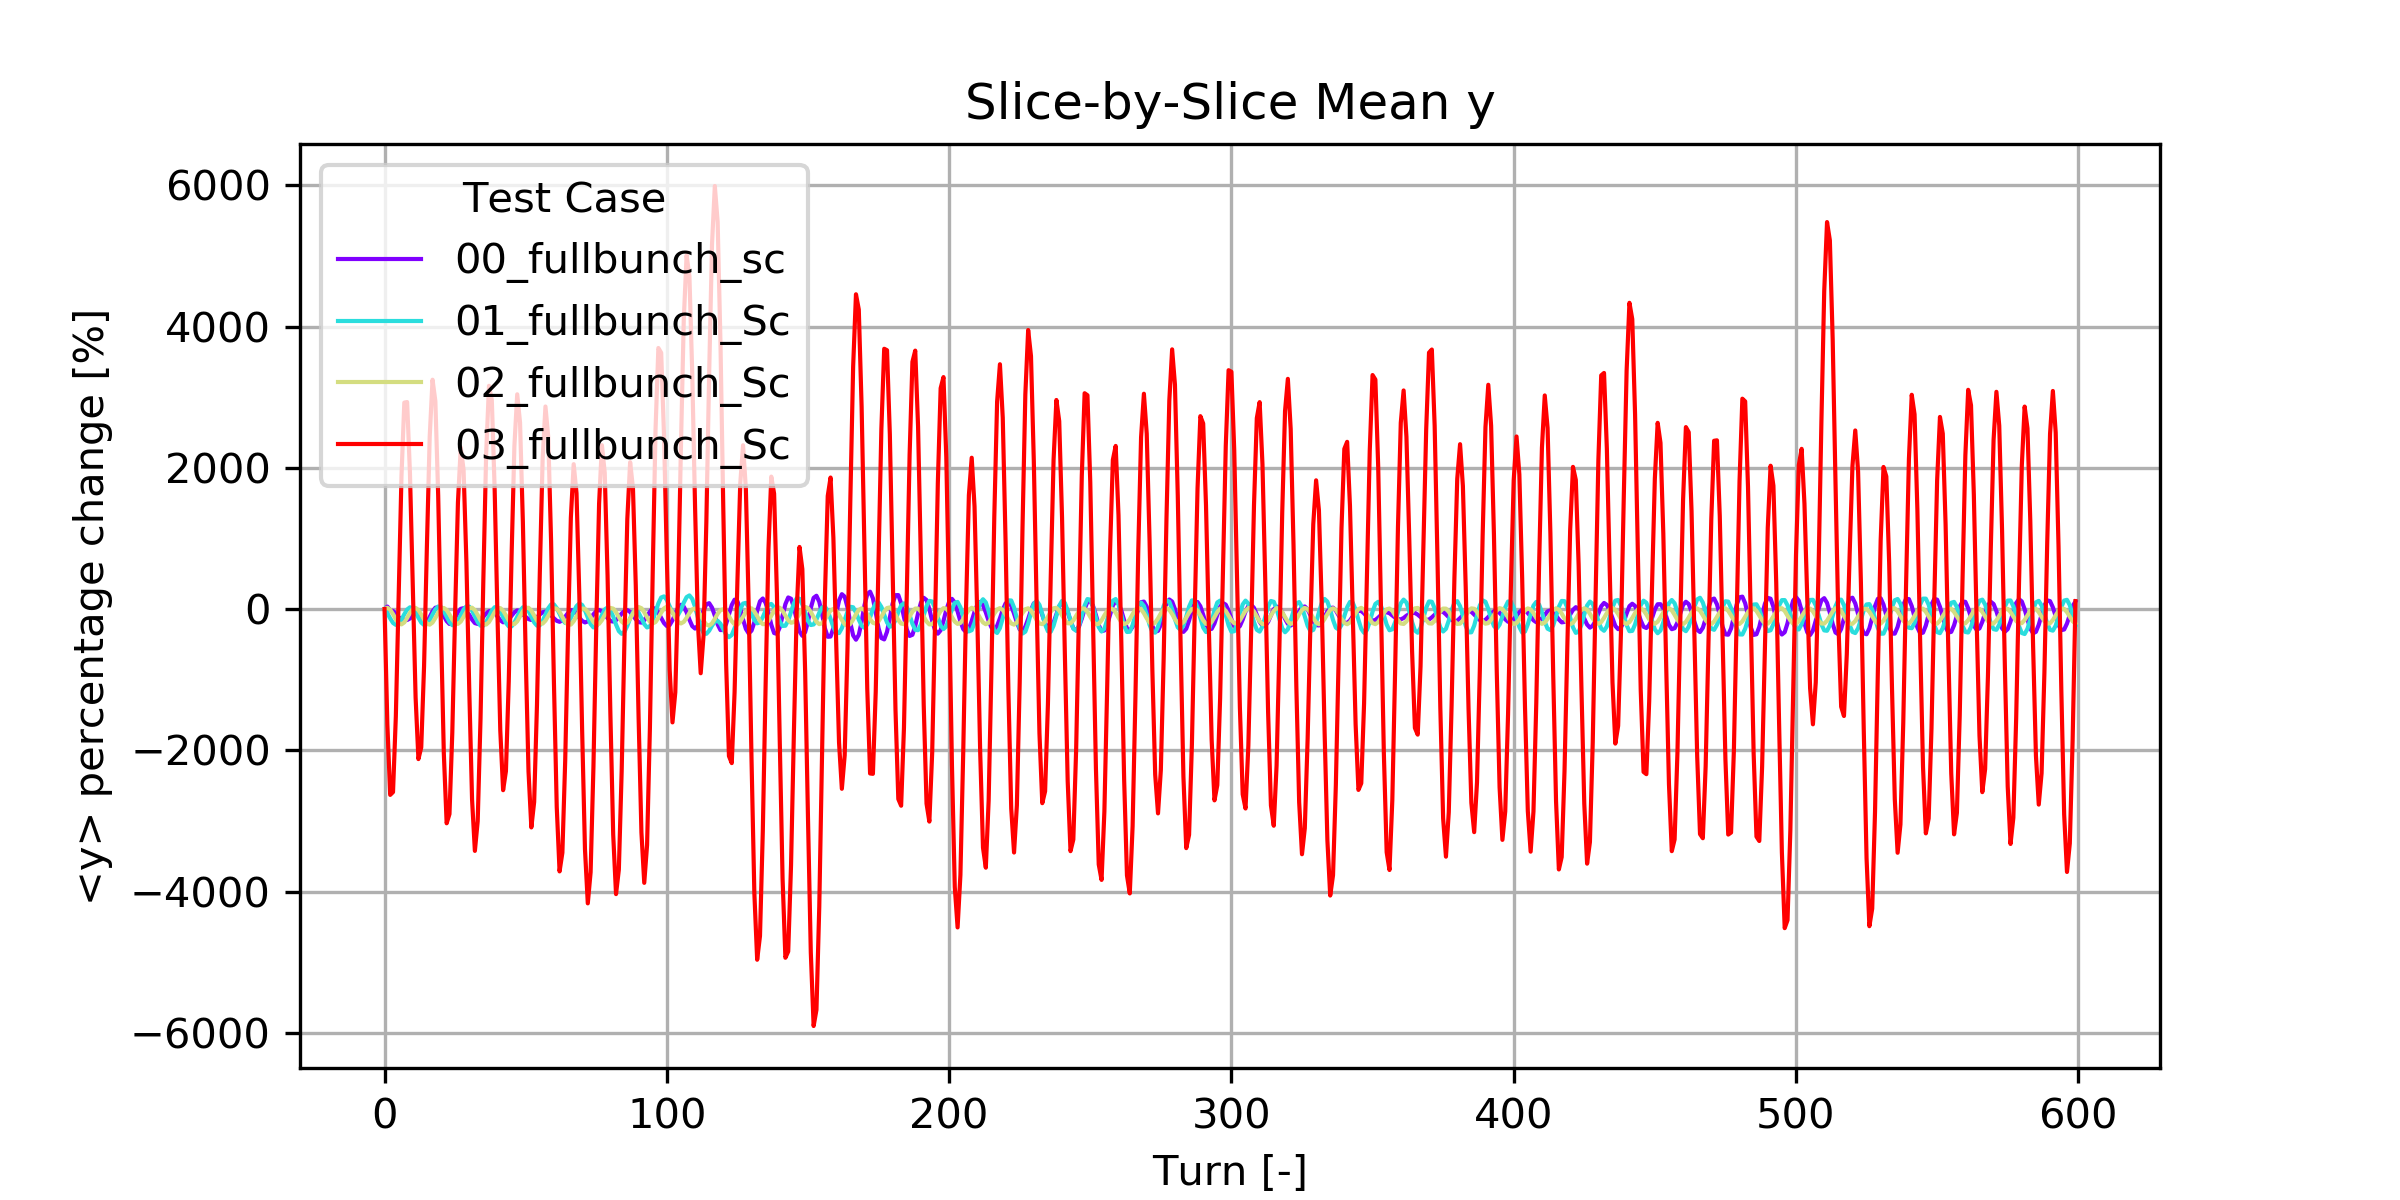 Slice-by-Slice Mean y
<y> percentage change [%]
6000
4000
2000
0
−2000
−4000
−6000
Test Case
00_fullbunch_sc
01_fullbunch_Sc
02_fullbunch_Sc
03_fullbunch_Sc
0 100 200 300 400 500 600
Turn [-]